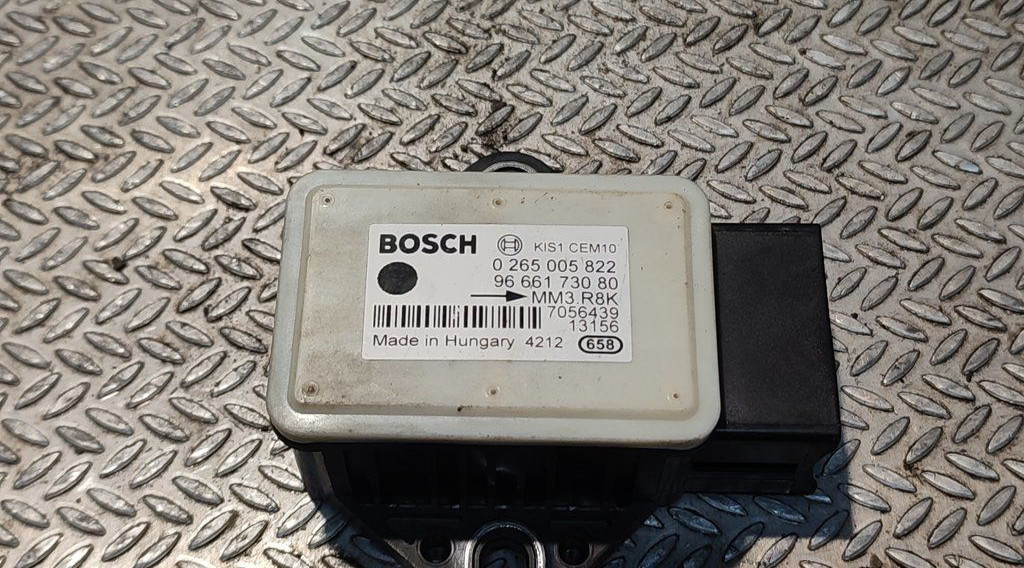 BOSCH KIS1 CEM10
0 265 005 822
96 661 730 80
MM3.R8K
7056439
13156
Made in Hungary 4212 658